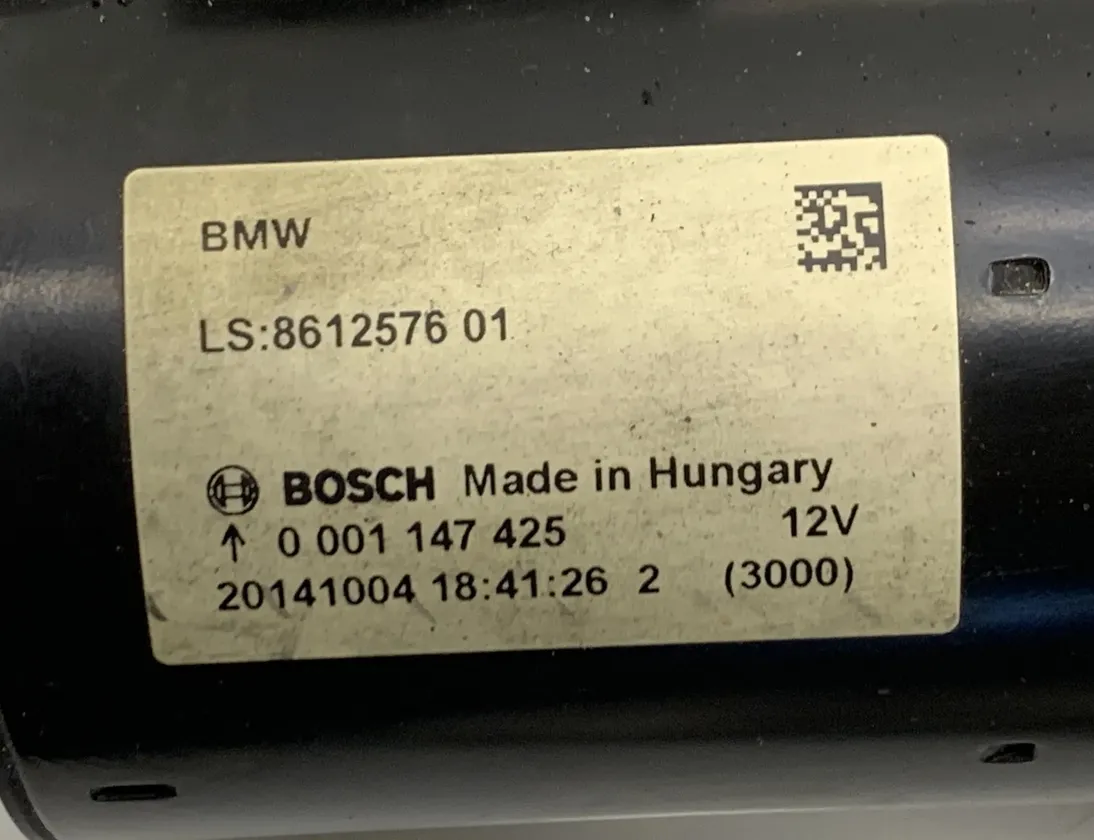 BMW
LS:8612576 01
BOSCH Made in Hungary
↑ 0 001 147 425 12V
20141004 18:41:26 2 (3000)